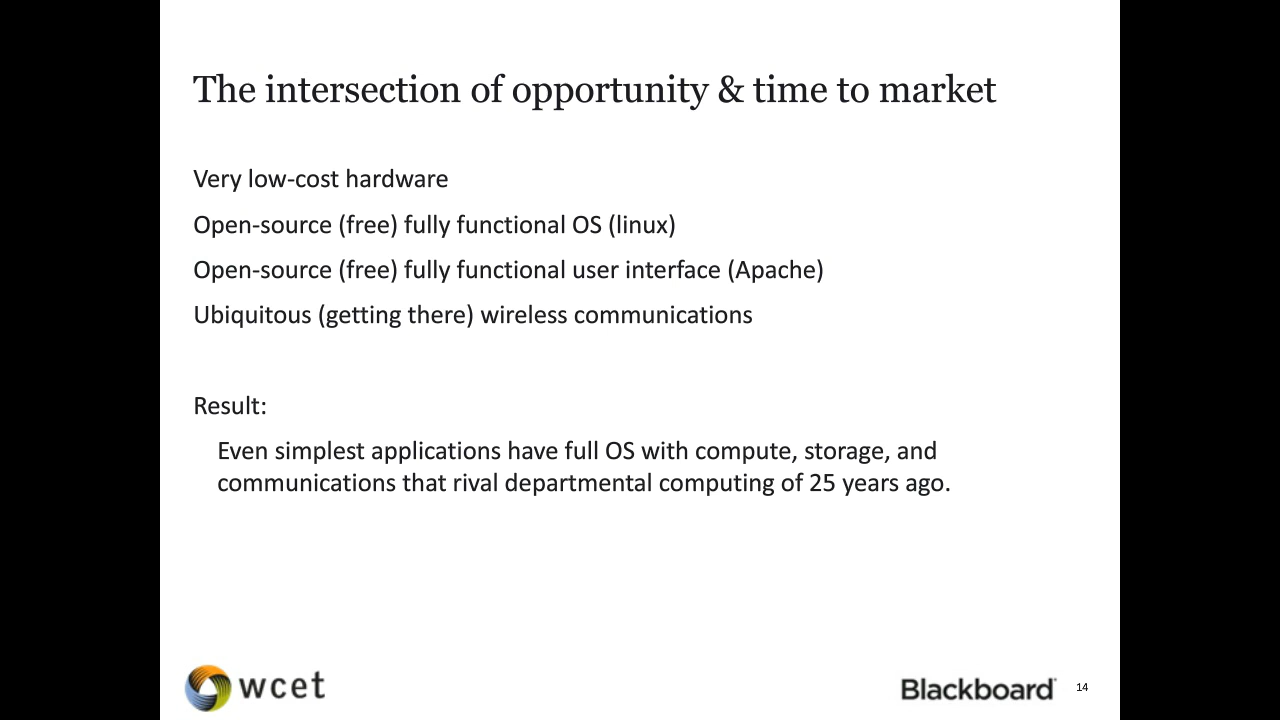 The intersection of opportunity & time to market
Very low-cost hardware
Open-source (free) fully functional OS (linux)
Open-source (free) fully functional user interface (Apache)
Ubiquitous (getting there) wireless communications
Result:
Even simplest applications have full OS with compute, storage, and
communications that rival departmental computing of 25 years ago.
wcet
Blackboard
14